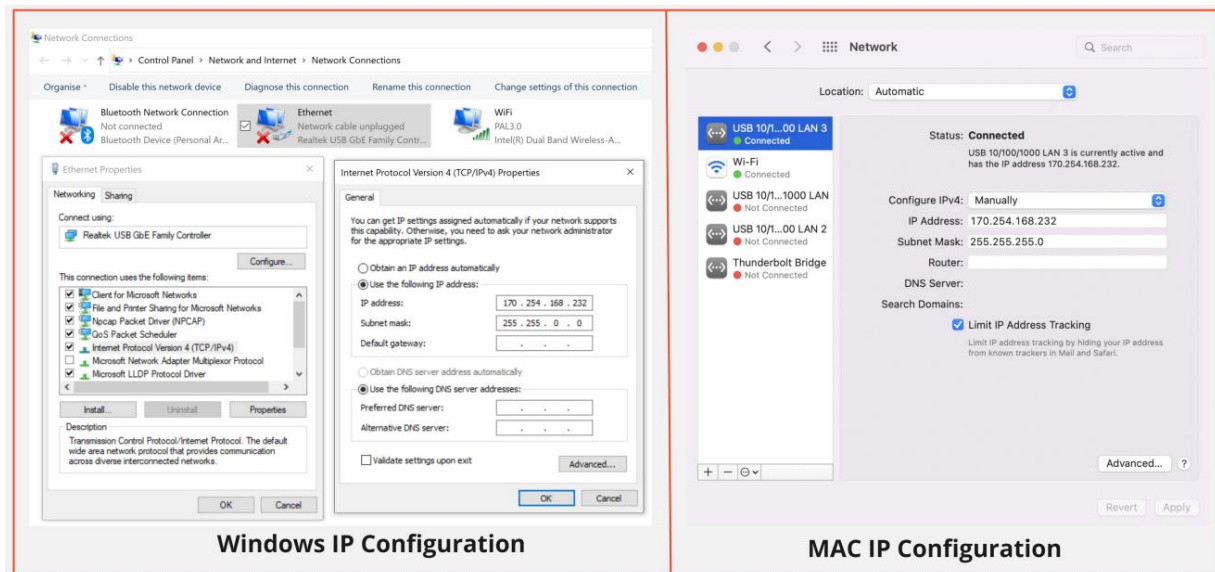 Network Connections
Control Panel > Network and Internet > Network Connections
Organise Disable this network device Diagnose this connection Rename this connection Change settings of this connection
Bluetooth Network Connection
Not connected
Bluetooth Device (Personal Ar...
Ethernet
Network cable unplugged
Realtek USB GbE Family Contr...
WiFi
PAL3.0
Intel(R) Dual Band Wireless-A...
Ethernet Properties
Networking Sharing
Connect using:
Realtek USB GbE Family Controller
Configure...
This connection uses the following items:
Client for Microsoft Networks
File and Printer Sharing for Microsoft Networks
Npcap Packet Driver (NPCAP)
QoS Packet Scheduler
Internet Protocol Version 4 (TCP/IPv4)
Microsoft Network Adapter Multiplexor Protocol
Microsoft LLDP Protocol Driver
Install... Uninstall Properties
Description
Transmission Control Protocol/Internet Protocol. The default
wide area network protocol that provides communication
across diverse interconnected networks.
OK Cancel
Internet Protocol Version 4 (TCP/IPv4) Properties
General
You can get IP settings assigned automatically if your network supports
this capability. Otherwise, you need to ask your network administrator
for the appropriate IP settings.
Obtain an IP address automatically
Use the following IP address:
IP address: 170 . 254 . 168 . 232
Subnet mask: 255 . 255 . 0 . 0
Default gateway: . . .
Obtain DNS server address automatically
Use the following DNS server addresses:
Preferred DNS server: . . .
Alternative DNS server: . . .
Validate settings upon exit
Advanced...
OK Cancel
Windows IP Configuration
Network
Search
Location: Automatic
USB 10/1...00 LAN 3
Connected
Wi-Fi
Connected
USB 10/1...1000 LAN
Not Connected
USB 10/1...00 LAN 2
Not Connected
Thunderbolt Bridge
Not Connected
Status: Connected
USB 10/100/1000 LAN 3 is currently active and
has the IP address 170.254.168.232.
Configure IPv4: Manually
IP Address: 170.254.168.232
Subnet Mask: 255.255.255.0
Router:
DNS Server:
Search Domains:
Limit IP Address Tracking
Limit IP address tracking by hiding your IP address
from known trackers in Mail and Safari.
Advanced... ?
Revert Apply
MAC IP Configuration